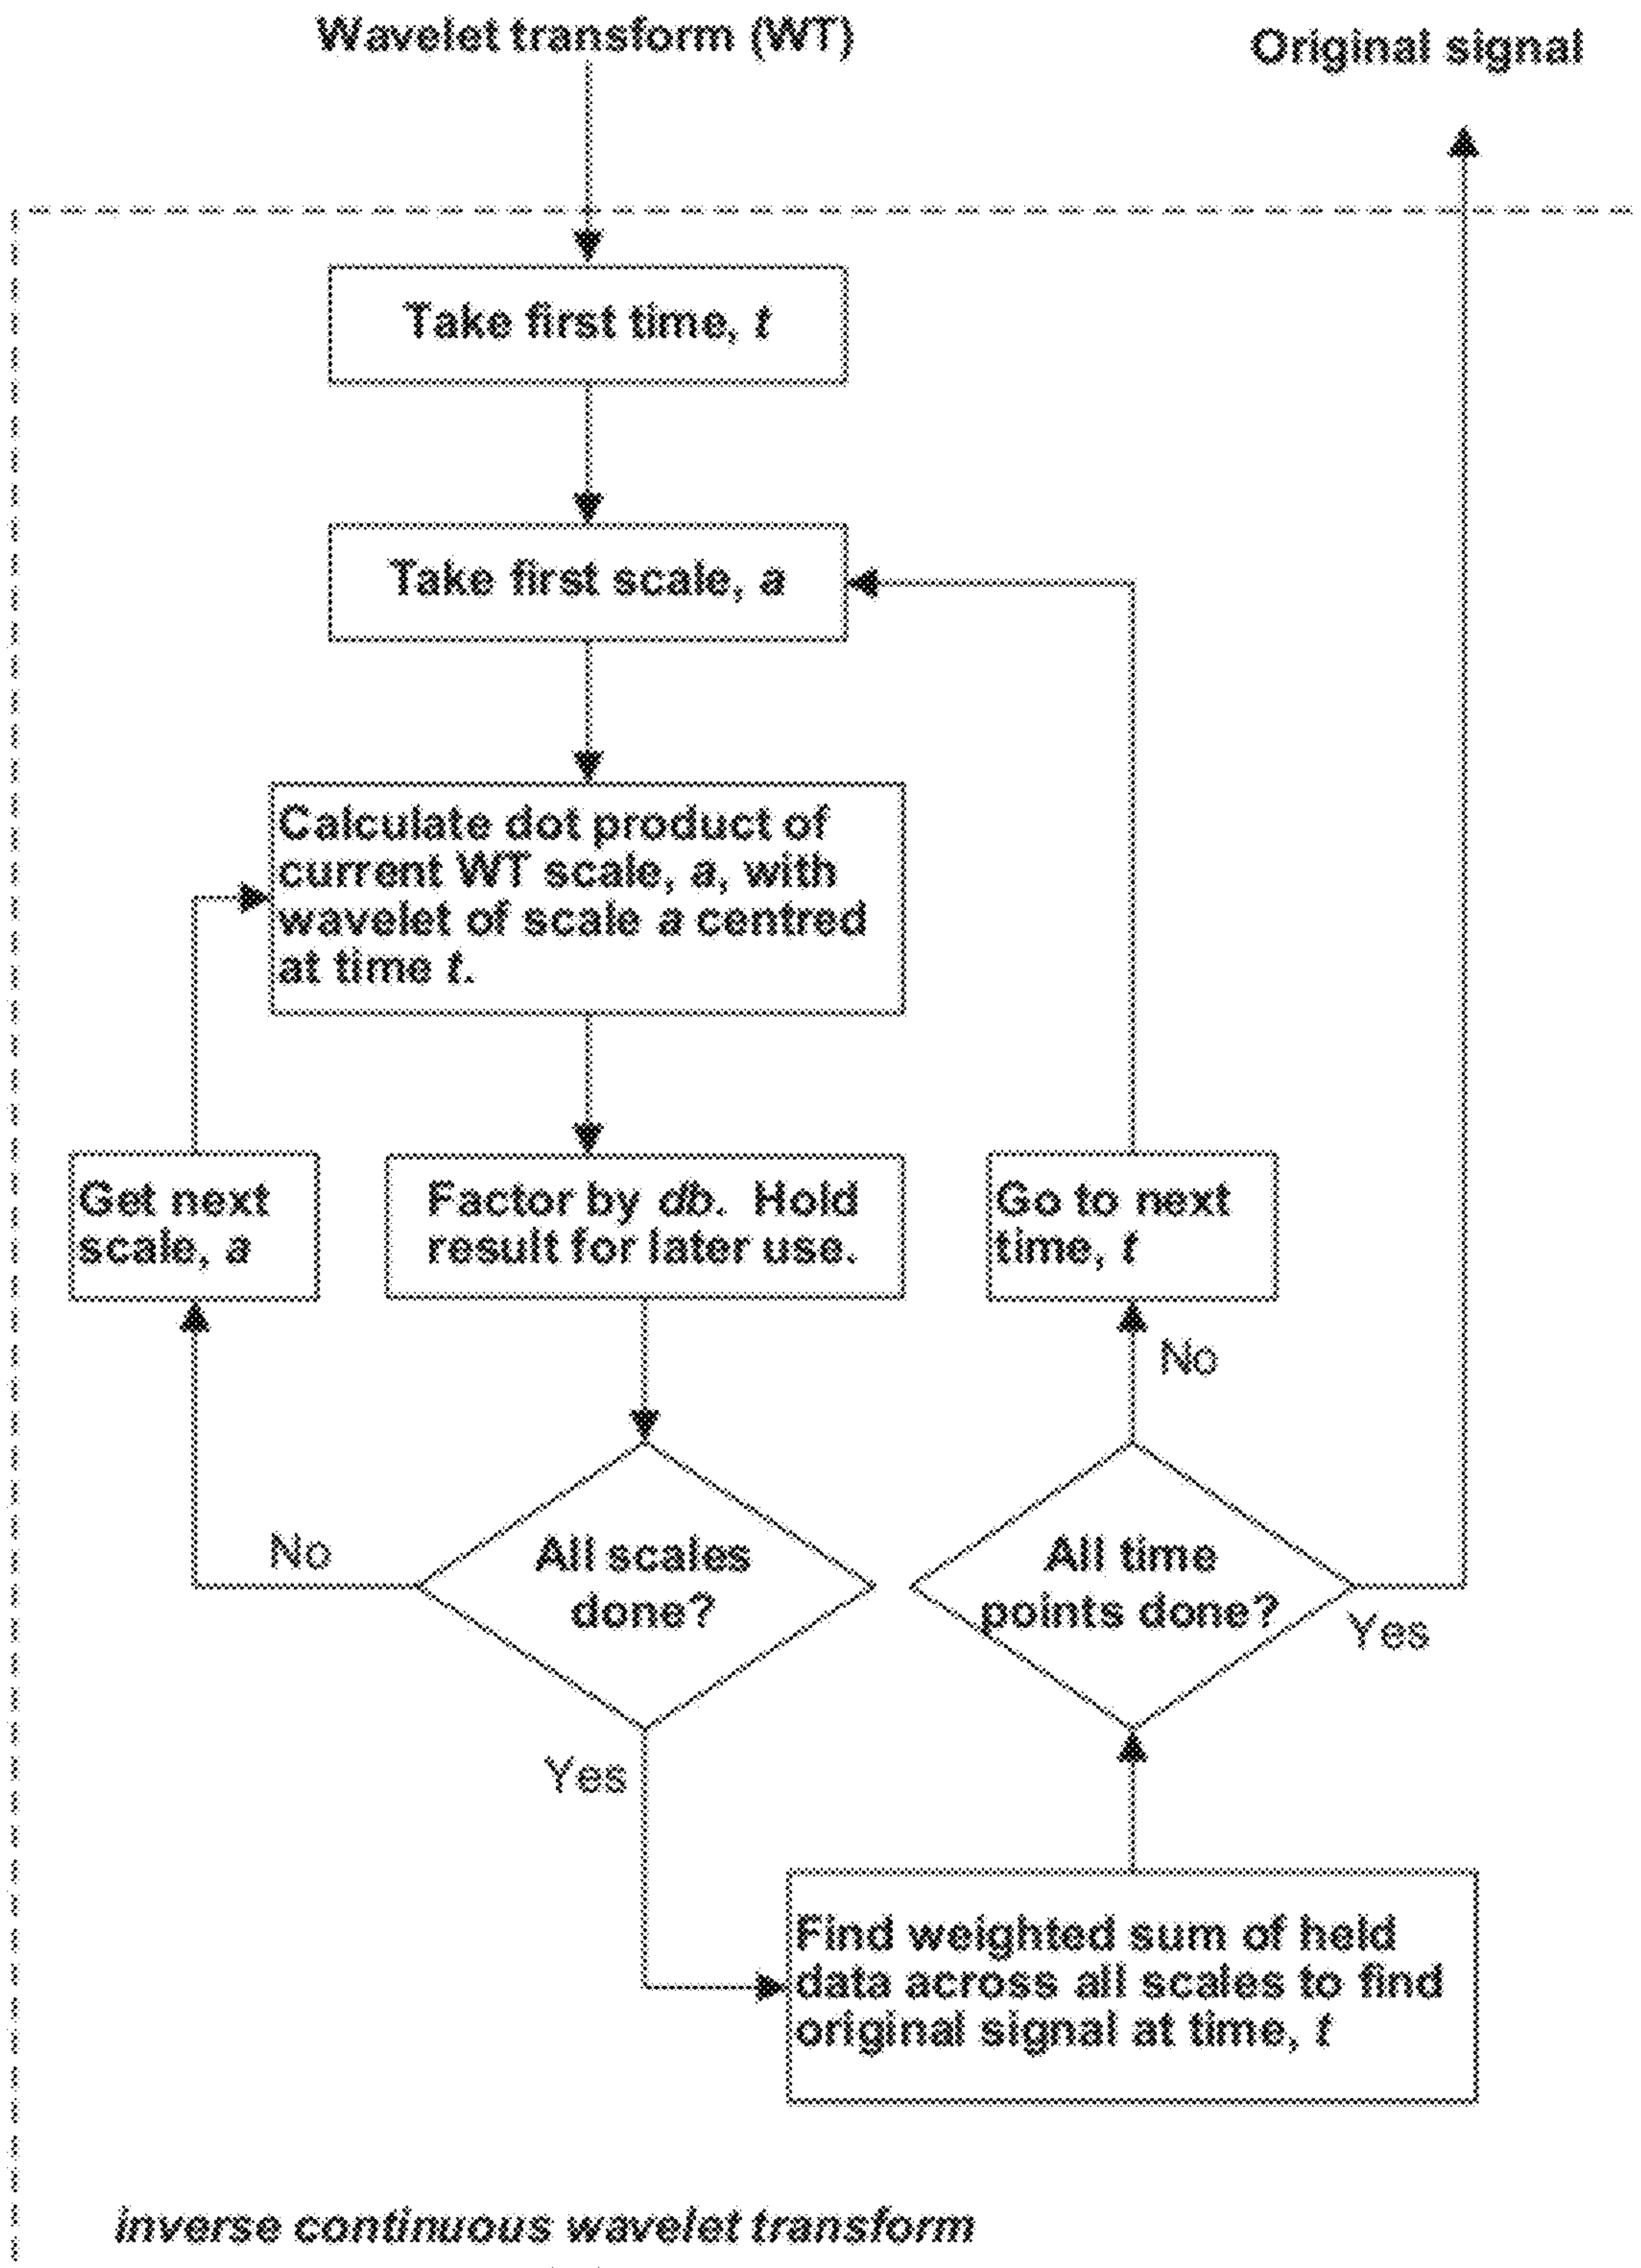 Wavelet transform (WT)
Original signal
Take first time, t
Take first scale, a
Calculate dot product of
current WT scale, a, with
wavelet of scale a centred
at time t.
Get next
scale, a
Factor by db. Hold
result for later use.
Go to next
time, t
No
No
All scales
done?
All time
points done?
Yes
Yes
Find weighted sum of held
data across all scales to find
original signal at time, t
inverse continuous wavelet transform